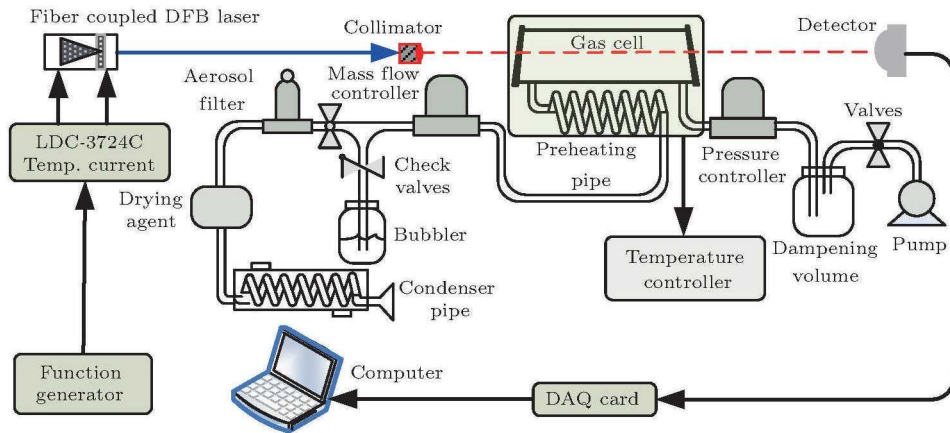 Fiber coupled DFB laser
Collimator
Gas cell
Detector
Aerosol
filter
Mass flow
controller
Valves
LDC-3724C
Temp. current
Check
valves
Preheating
pipe
Pressure
controller
Drying
agent
Bubbler
Dampening
volume
Pump
Temperature
controller
Condenser
pipe
Function
generator
Computer
DAQ card